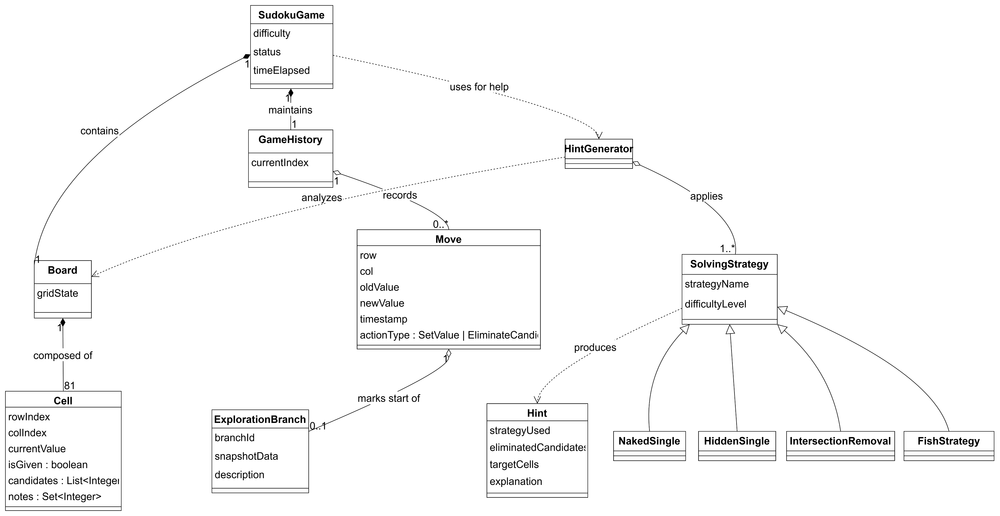 SudokuGame
difficulty
status
timeElapsed
1
1
uses for help
maintains
1
contains
GameHistory
currentIndex
1
HintGenerator
analyzes
records
applies
0..*
1..*
1
Board
gridState
1
Move
row
col
oldValue
newValue
timestamp
actionType : SetValue | EliminateCandi
1
SolvingStrategy
strategyName
difficultyLevel
composed of
produces
81
marks start of
0..1
Cell
rowIndex
colIndex
currentValue
isGiven : boolean
candidates : List<Integer
notes : Set<Integer>
ExplorationBranch
branchId
snapshotData
description
Hint
strategyUsed
eliminatedCandidates
targetCells
explanation
NakedSingle
HiddenSingle
IntersectionRemoval
FishStrategy